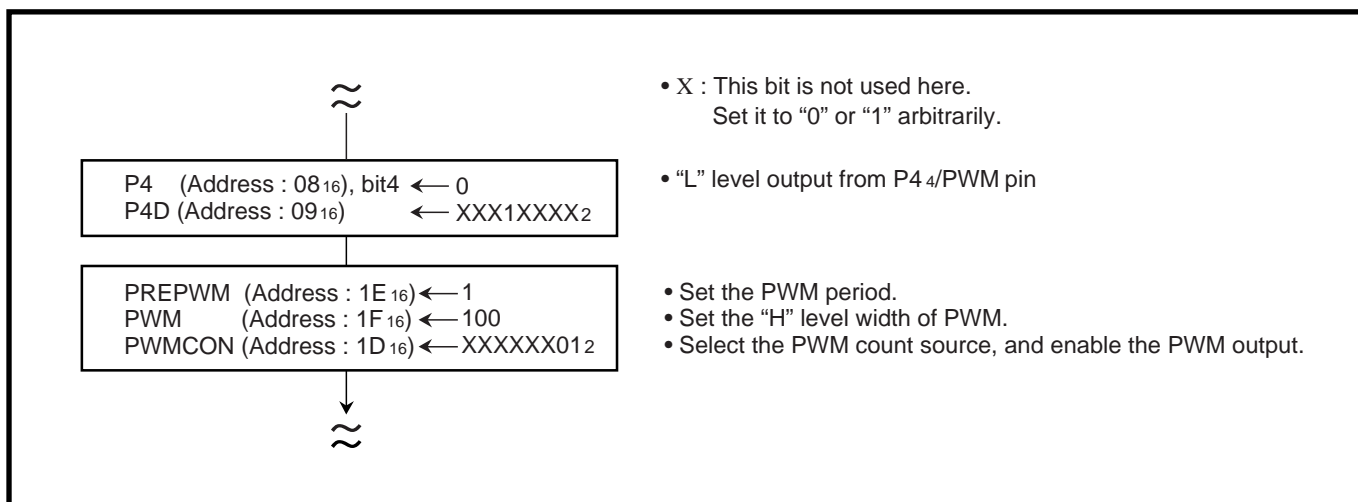 • X : This bit is not used here.
Set it to “0” or “1” arbitrarily.
P4 (Address : 0816), bit4 ← 0
P4D (Address : 0916) ← XXX1XXXX2
• “L” level output from P44/PWM pin
PREPWM (Address : 1E16) ← 1
PWM (Address : 1F16) ← 100
PWMCON (Address : 1D16) ← XXXXXX012
• Set the PWM period.
• Set the “H” level width of PWM.
• Select the PWM count source, and enable the PWM output.